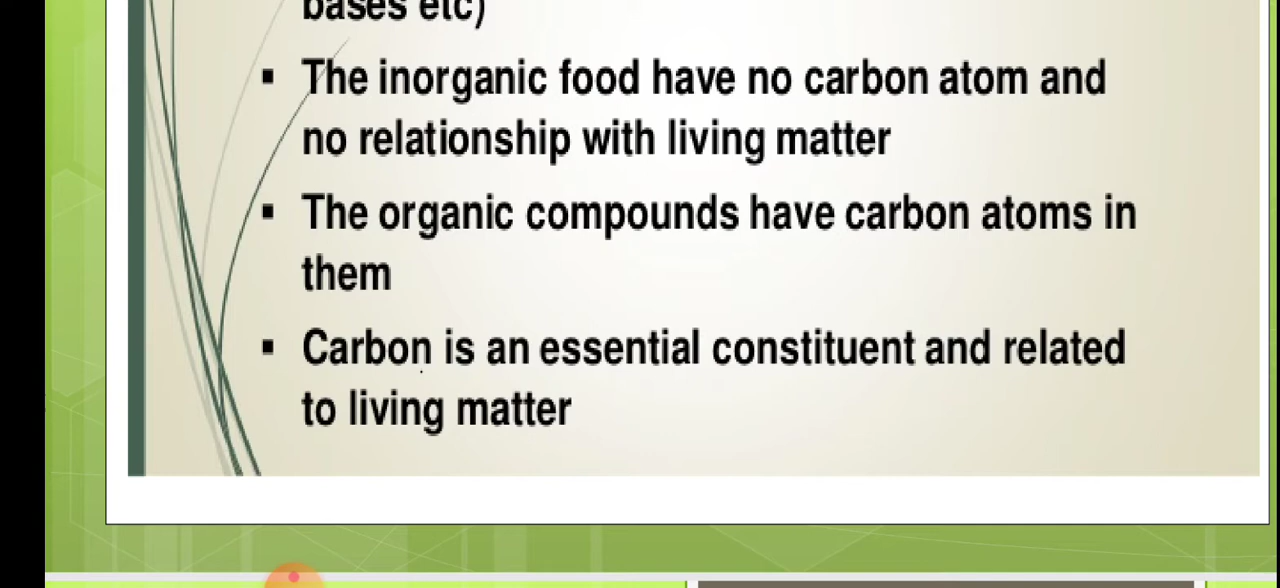 bases etc)
▪ The inorganic food have no carbon atom and
no relationship with living matter
▪ The organic compounds have carbon atoms in
them
▪ Carbon is an essential constituent and related
to living matter